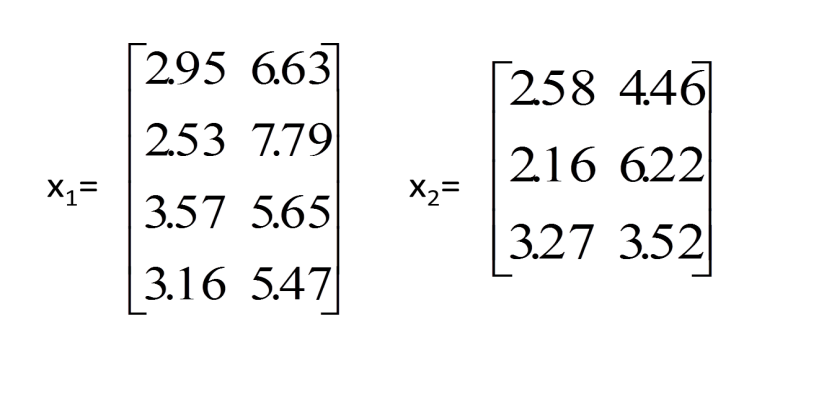 x₁= [2.95 6.63
2.53 7.79
3.57 5.65
3.16 5.47]
x₂= [2.58 4.46
2.16 6.22
3.27 3.52]